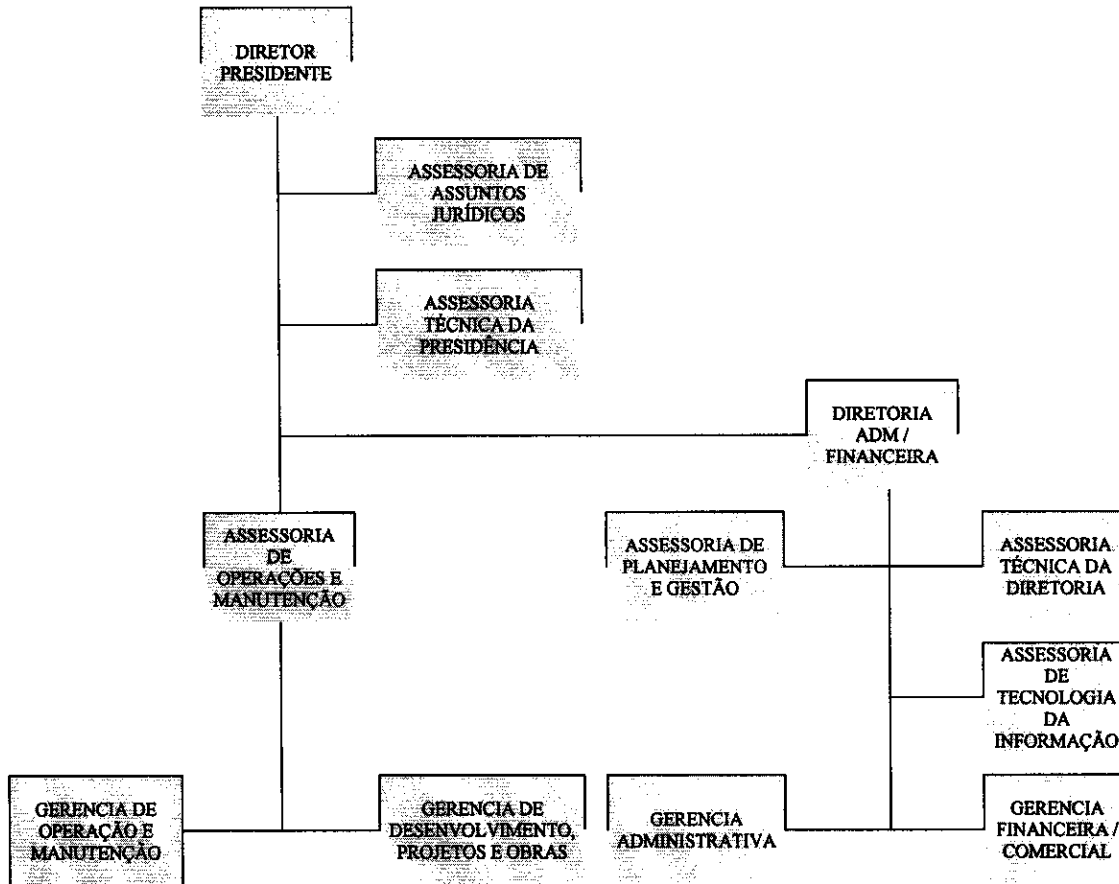 DIRETOR
PRESIDENTE
ASSESSORIA DE
ASSUNTOS
JURÍDICOS
ASSESSORIA
TÉCNICA DA
PRESIDÊNCIA
DIRETORIA
ADM /
FINANCEIRA
ASSESSORIA
DE
OPERAÇÕES E
MANUTENÇÃO
ASSESSORIA DE
PLANEJAMENTO
E GESTÃO
ASSESSORIA
TÉCNICA DA
DIRETORIA
ASSESSORIA
DE
TECNOLOGIA
DA
INFORMAÇÃO
GERENCIA DE
OPERAÇÃO E
MANUTENÇÃO
GERENCIA DE
DESENVOLVIMENTO,
PROJETOS E OBRAS
GERENCIA
ADMINISTRATIVA
GERENCIA
FINANCEIRA /
COMERCIAL